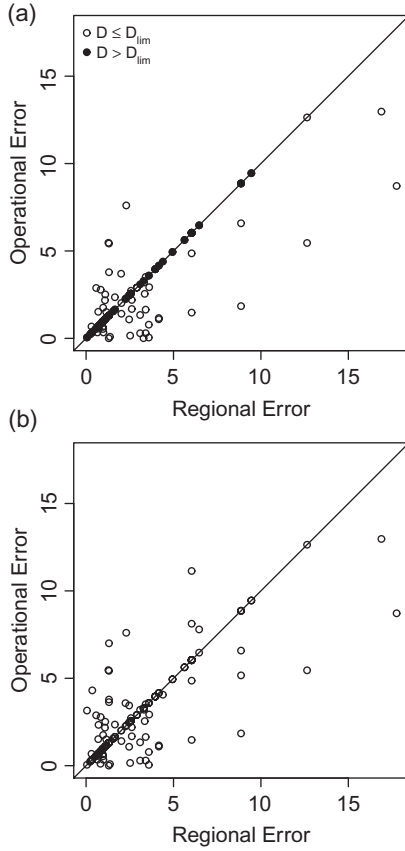 (a)
D ≤ Dlim
D > Dlim
Operational Error
15
10
5
0
0 5 10 15
Regional Error
(b)
Operational Error
15
10
5
0
0 5 10 15
Regional Error